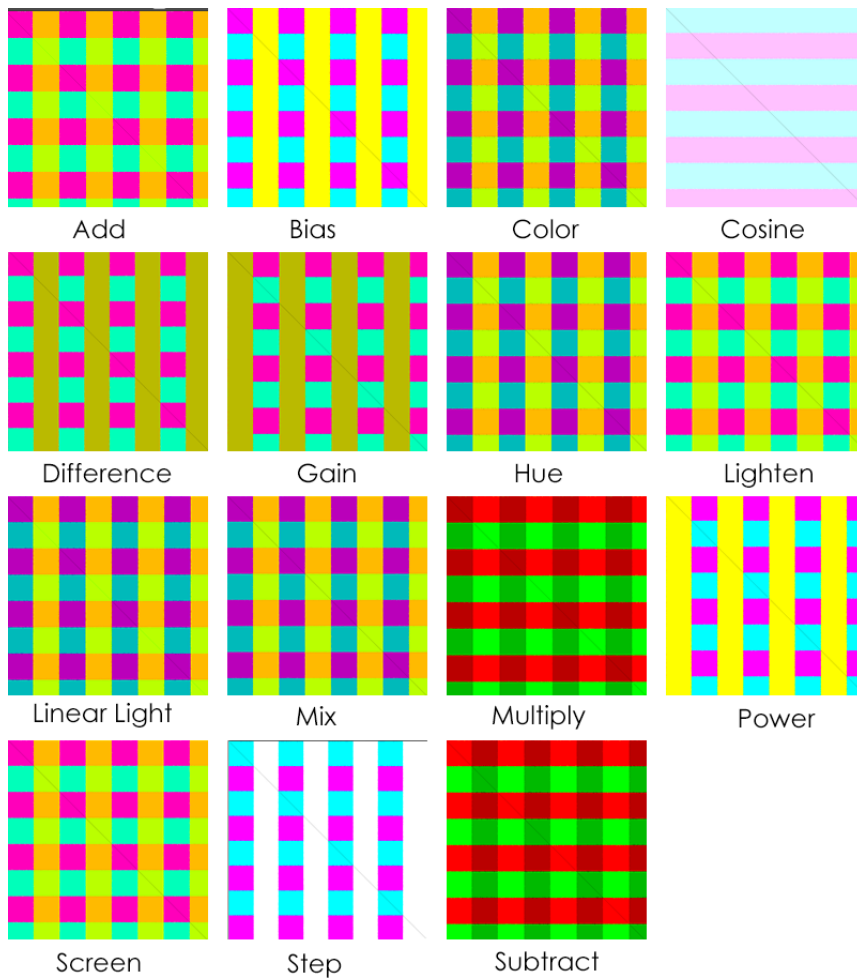 Add Bias Color Cosine
Difference Gain Hue Lighten
Linear Light Mix Multiply Power
Screen Step Subtract